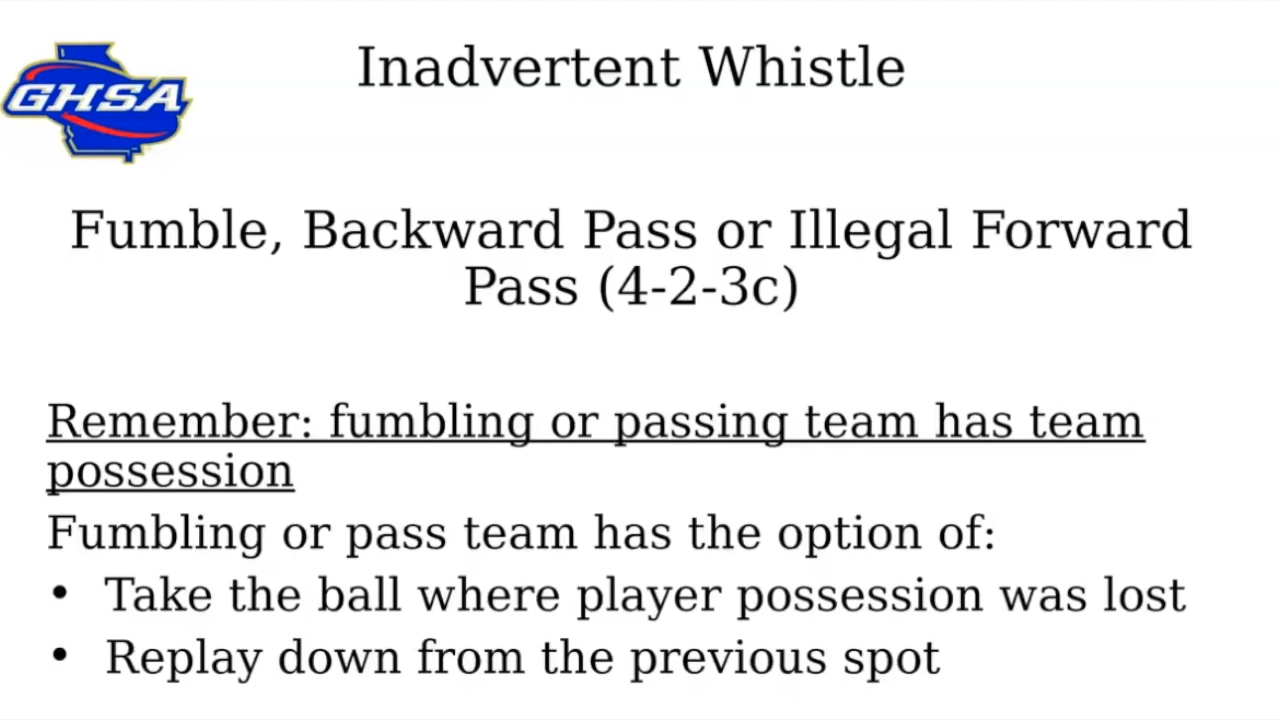 GHSA
Inadvertent Whistle
Fumble, Backward Pass or Illegal Forward
Pass (4-2-3c)
Remember: fumbling or passing team has team
possession
Fumbling or pass team has the option of:
• Take the ball where player possession was lost
• Replay down from the previous spot